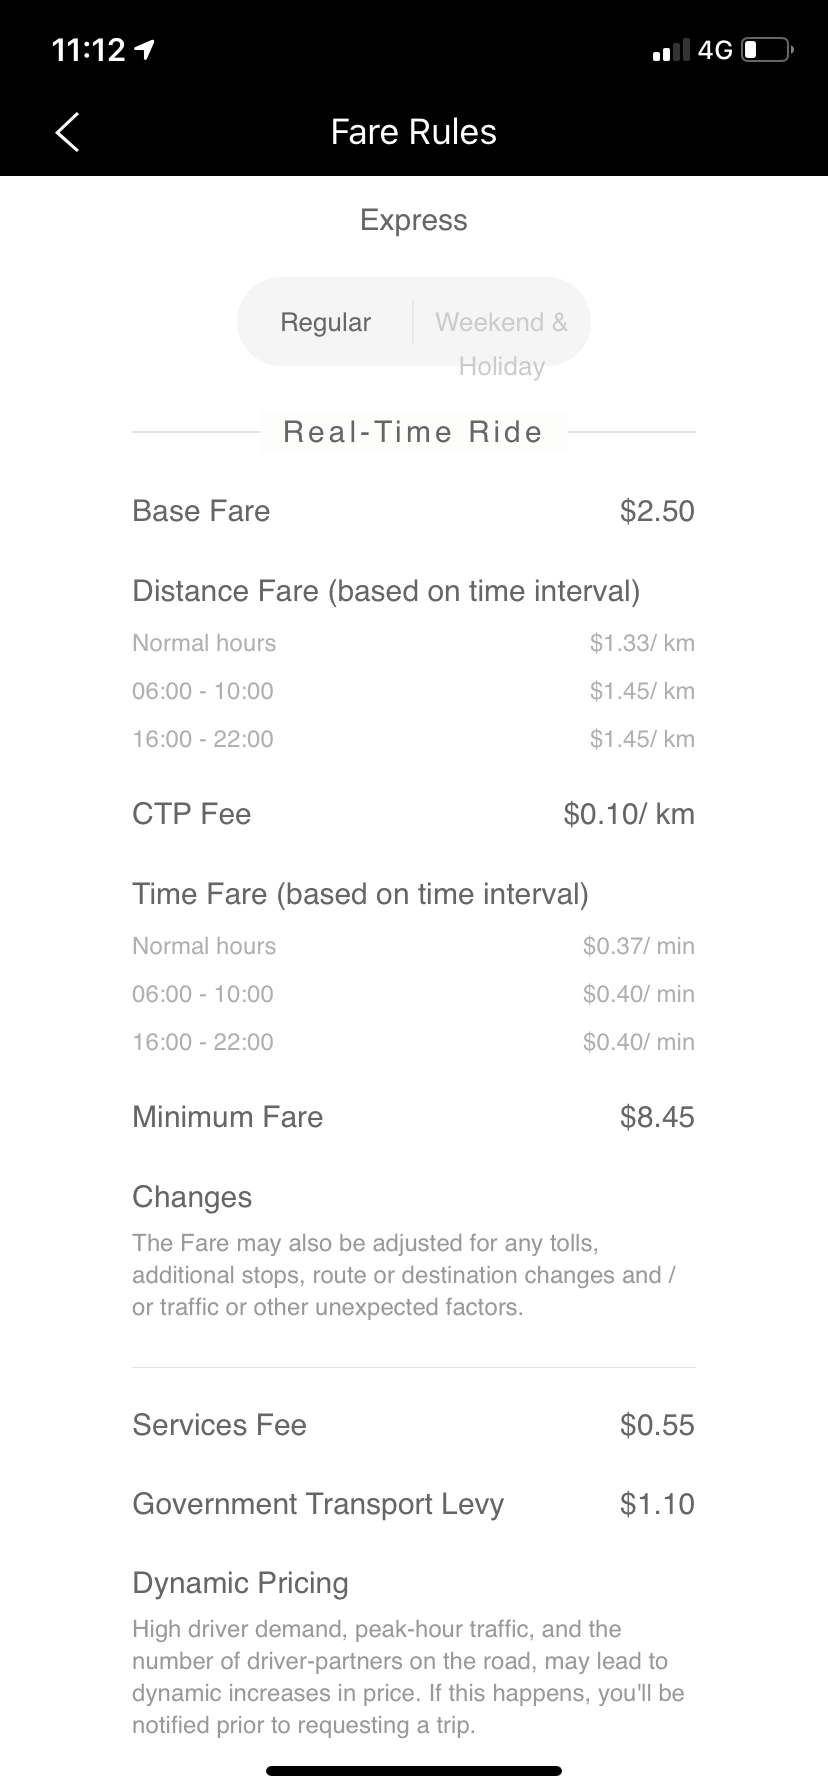 11:12
4G
Fare Rules
Express
Regular
Weekend &
Holiday
Real-Time Ride
Base Fare $2.50
Distance Fare (based on time interval)
Normal hours $1.33/ km
06:00 - 10:00 $1.45/ km
16:00 - 22:00 $1.45/ km
CTP Fee $0.10/ km
Time Fare (based on time interval)
Normal hours $0.37/ min
06:00 - 10:00 $0.40/ min
16:00 - 22:00 $0.40/ min
Minimum Fare $8.45
Changes
The Fare may also be adjusted for any tolls,
additional stops, route or destination changes and /
or traffic or other unexpected factors.
Services Fee $0.55
Government Transport Levy $1.10
Dynamic Pricing
High driver demand, peak-hour traffic, and the
number of driver-partners on the road, may lead to
dynamic increases in price. If this happens, you'll be
notified prior to requesting a trip.